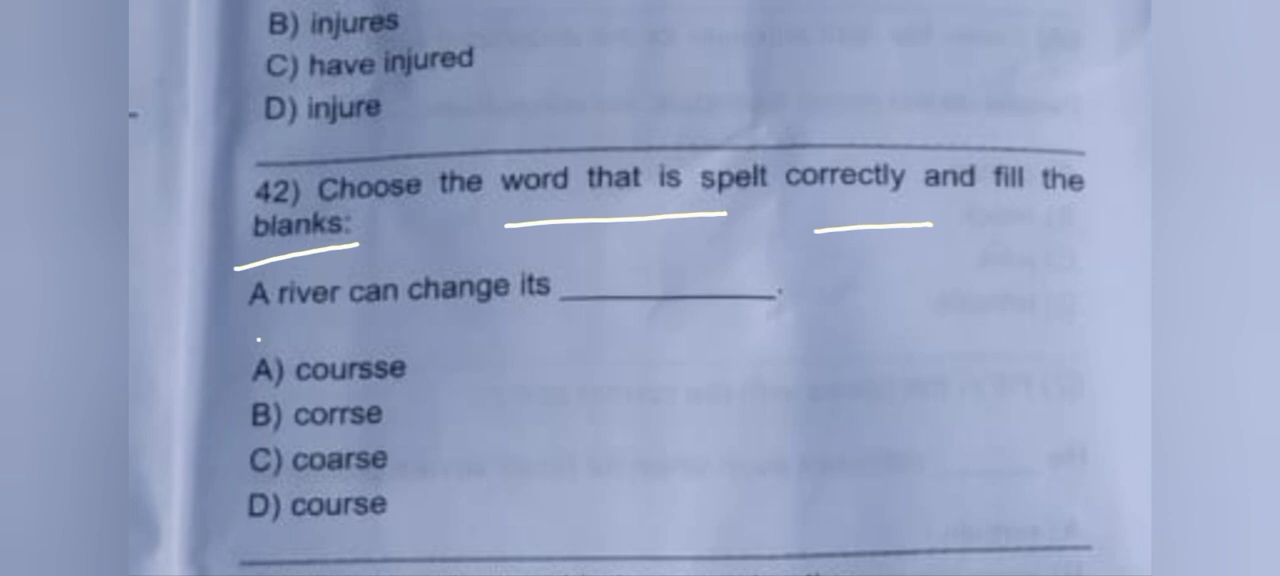 B) injures
C) have injured
D) injure
42) Choose the word that is spelt correctly and fill the
blanks:
A river can change its ____________.
A) coursse
B) corrse
C) coarse
D) course